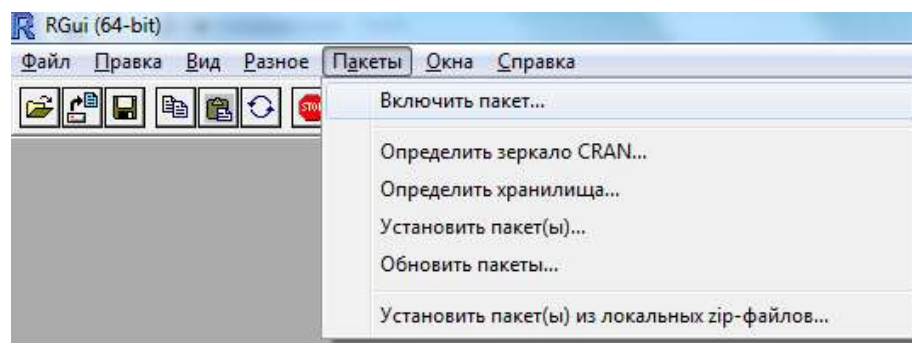 RGui (64-bit)
Файл Правка Вид Разное Пакеты Окна Справка
STOP
Включить пакет...
Определить зеркало CRAN...
Определить хранилища...
Установить пакет(ы)...
Обновить пакеты...
Установить пакет(ы) из локальных zip-файлов...